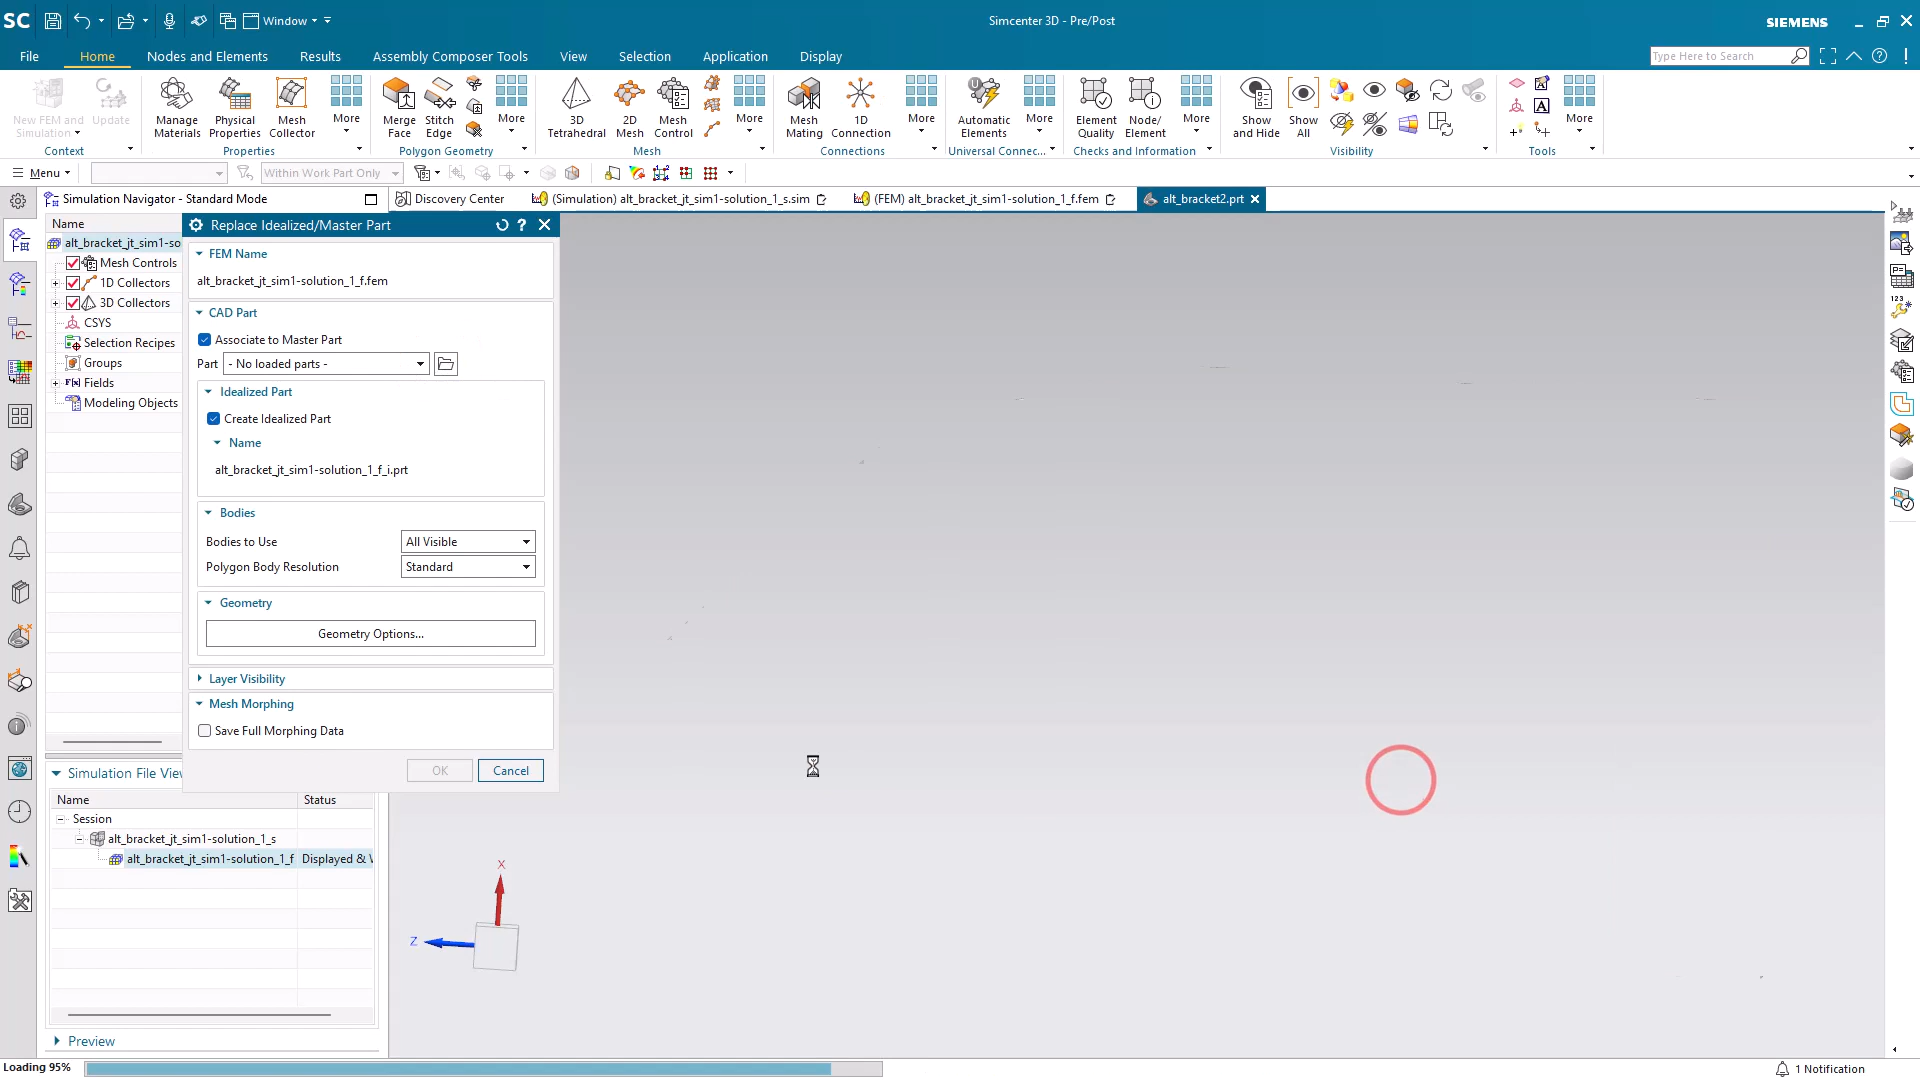 SC
Window
Simcenter 3D - Pre/Post
SIEMENS
File
Home
Nodes and Elements
Results
Assembly Composer Tools
View
Selection
Application
Display
Type Here to Search
New FEM and
Simulation
Update
Context
Manage
Materials
Physical
Properties
Mesh
Collector
More
Properties
Merge
Face
Stitch
Edge
More
Polygon Geometry
3D
Tetrahedral
2D
Mesh
Mesh
Control
More
Mesh
Mesh
Mating
1D
Connection
More
Connections
Automatic
Elements
More
Universal Connec...
Element
Quality
Node/
Element
More
Checks and Information
Show
and Hide
Show
All
Visibility
More
Tools
Menu
Within Work Part Only
Simulation Navigator - Standard Mode
Discovery Center
(Simulation) alt_bracket_jt_sim1-solution_1_s.sim
(FEM) alt_bracket_jt_sim1-solution_1_f.fem
alt_bracket2.prt
Name
alt_bracket_jt_sim1-so
Mesh Controls
1D Collectors
3D Collectors
CSYS
Selection Recipes
Groups
Fields
Modeling Objects
Replace Idealized/Master Part
FEM Name
alt_bracket_jt_sim1-solution_1_f.fem
CAD Part
Associate to Master Part
Part
- No loaded parts -
Idealized Part
Create Idealized Part
Name
alt_bracket_jt_sim1-solution_1_f_i.prt
Bodies
Bodies to Use
All Visible
Polygon Body Resolution
Standard
Geometry
Geometry Options...
Layer Visibility
Mesh Morphing
Save Full Morphing Data
OK
Cancel
Simulation File View
Name
Status
Session
alt_bracket_jt_sim1-solution_1_s
alt_bracket_jt_sim1-solution_1_f
Displayed & W
Preview
X
Z
Loading 95%
1 Notification